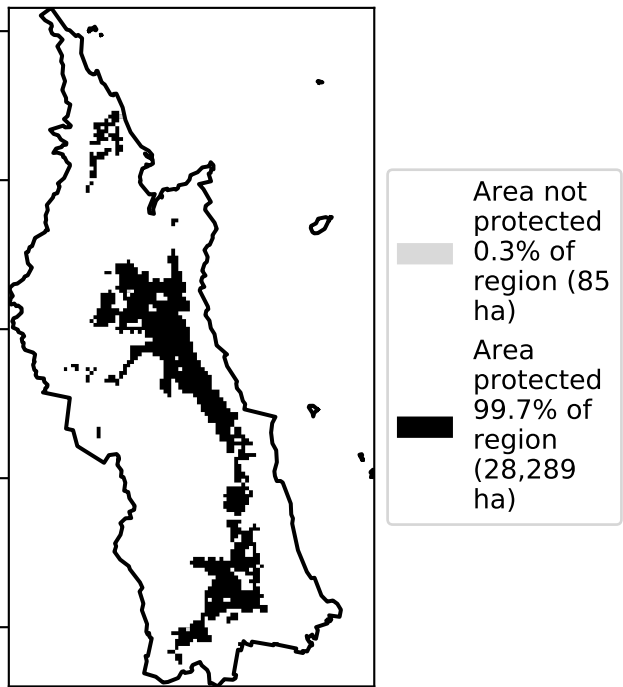 Area not
protected
0.3% of
region (85
ha)
Area
protected
99.7% of
region
(28,289
ha)